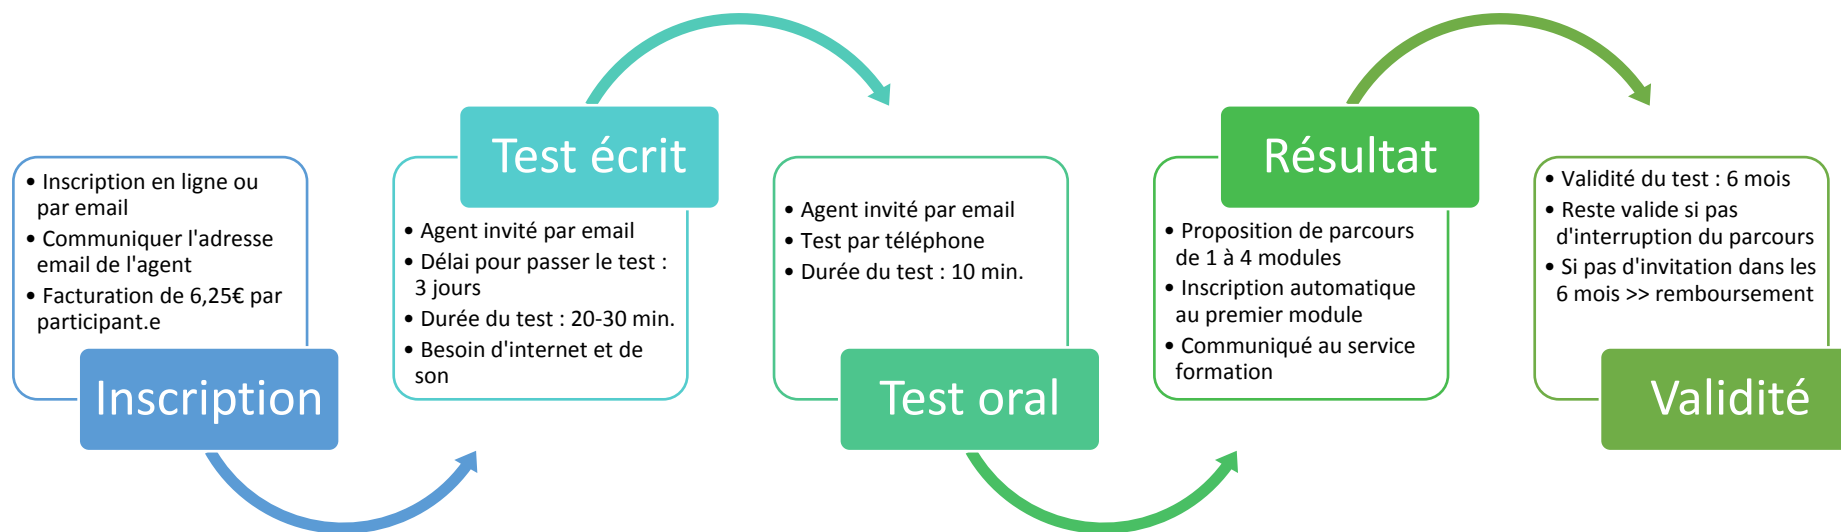 • Inscription en ligne ou
par email
• Communiquer l'adresse
email de l'agent
• Facturation de 6,25€ par
participant.e
Inscription
Test écrit
• Agent invité par email
• Délai pour passer le test :
3 jours
• Durée du test : 20-30 min.
• Besoin d'internet et de
son
• Agent invité par email
• Test par téléphone
• Durée du test : 10 min.
Test oral
Résultat
• Proposition de parcours
de 1 à 4 modules
• Inscription automatique
au premier module
• Communiqué au service
formation
• Validité du test : 6 mois
• Reste valide si pas
d'interruption du parcours
• Si pas d'invitation dans les
6 mois >> remboursement
Validité